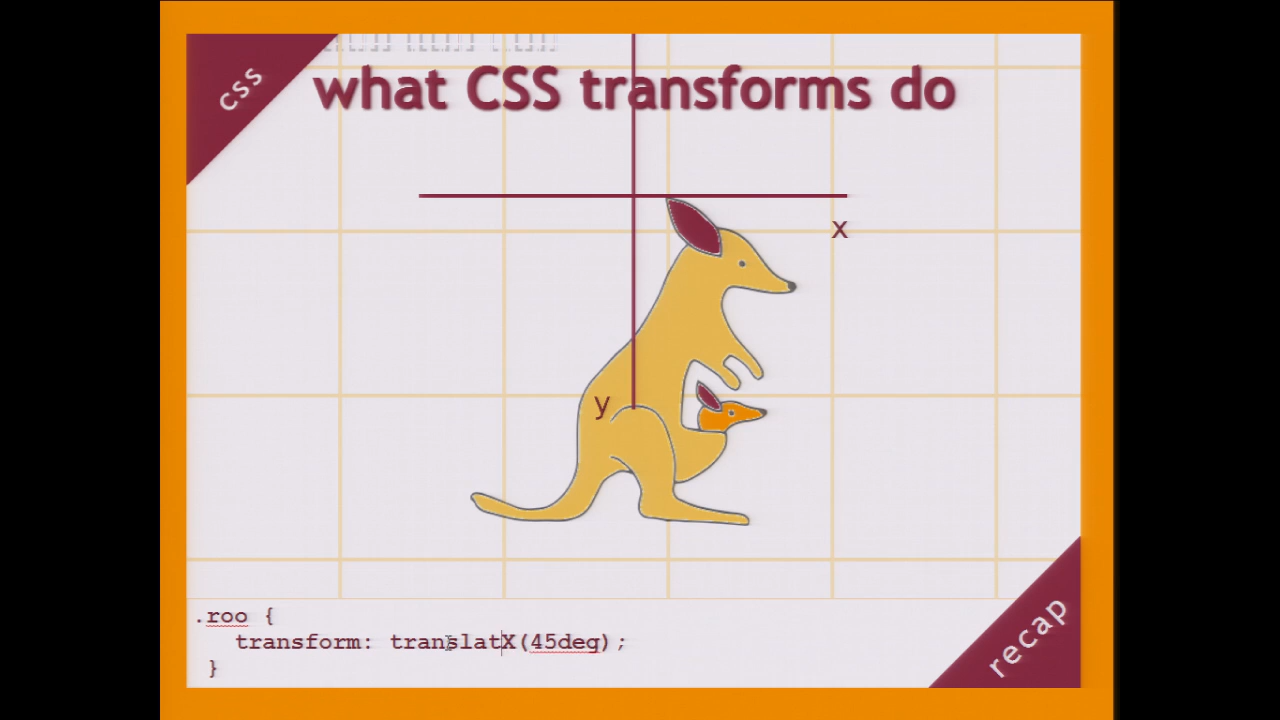 css
what CSS transforms do
x
y
.roo {
transform: translatX(45deg);
}
recap